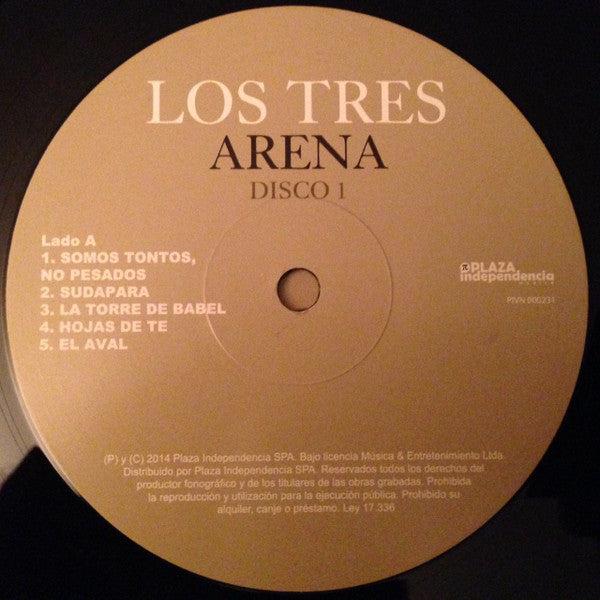 LOS TRES
ARENA
DISCO 1
Lado A
1. SOMOS TONTOS,
NO PESADOS
2. SUDAPARA
3. LA TORRE DE BABEL
4. HOJAS DE TE
5. EL AVAL
PLAZA
independencia
PIVN 000231
(P) y (C) 2014 Plaza Independencia SPA. Bajo licencia Música & Entretenimiento Ltda.
Distribuido por Plaza Independencia SPA. Reservados todos los derechos del
productor fonográfico y de los titulares de las obras grabadas. Prohibida
la reproducción y utilización para la ejecución pública. Prohibido su
alquiler, canje o préstamo. Ley 17.336